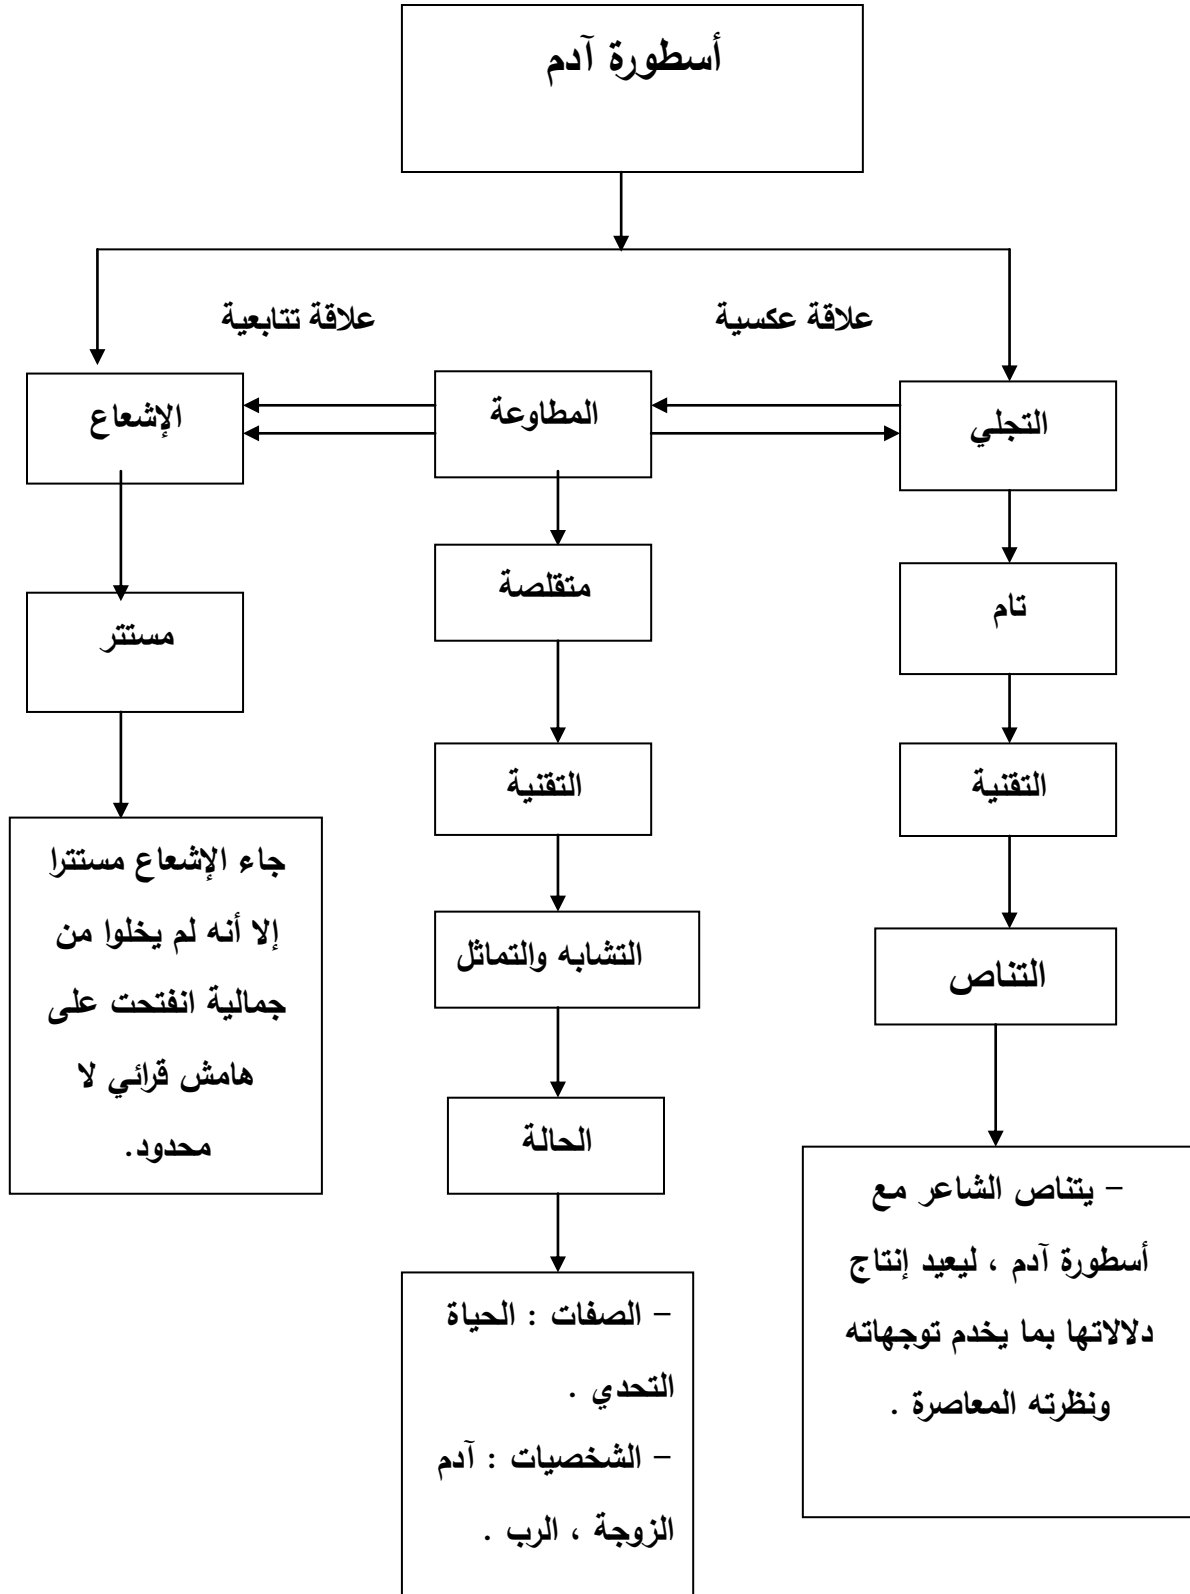 أسطورة آدم
علاقة عكسية
علاقة تتابعية
التجلي
المطاوعة
الإشعاع
تام
متقلصة
مستتر
التقنية
التقنية
جاء الإشعاع مستترا
إلا أنه لم يخلوا من
جمالية انفتحت على
هامش قرائي لا
محدود.
التناص
التشابه والتماثل
الحالة
– يتناص الشاعر مع
أسطورة آدم ، ليعيد إنتاج
دلالاتها بما يخدم توجهاته
ونظرته المعاصرة .
– الصفات : الحياة
التحدي .
– الشخصيات : آدم
الزوجة ، الرب .